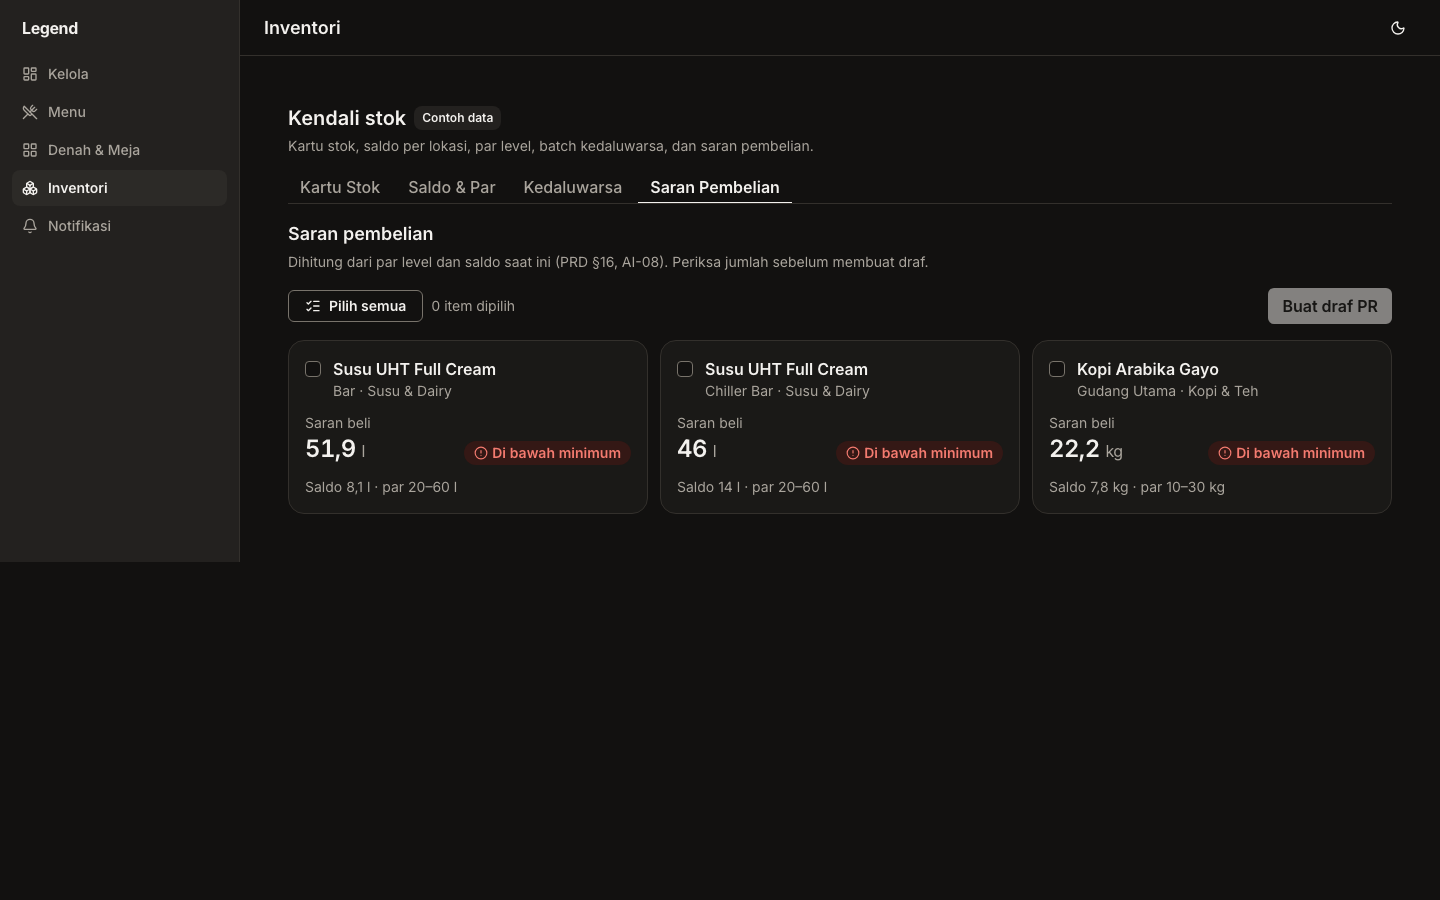 Legend
Kelola
Menu
Denah & Meja
Inventori
Notifikasi
Inventori
Kendali stok
Contoh data
Kartu stok, saldo per lokasi, par level, batch kedaluwarsa, dan saran pembelian.
Kartu Stok
Saldo & Par
Kedaluwarsa
Saran Pembelian
Saran pembelian
Dihitung dari par level dan saldo saat ini (PRD §16, AI-08). Periksa jumlah sebelum membuat draf.
Pilih semua
0 item dipilih
Buat draf PR
Susu UHT Full Cream
Bar · Susu & Dairy
Saran beli
51,9 l
Di bawah minimum
Saldo 8,1 l · par 20–60 l
Susu UHT Full Cream
Chiller Bar · Susu & Dairy
Saran beli
46 l
Di bawah minimum
Saldo 14 l · par 20–60 l
Kopi Arabika Gayo
Gudang Utama · Kopi & Teh
Saran beli
22,2 kg
Di bawah minimum
Saldo 7,8 kg · par 10–30 kg